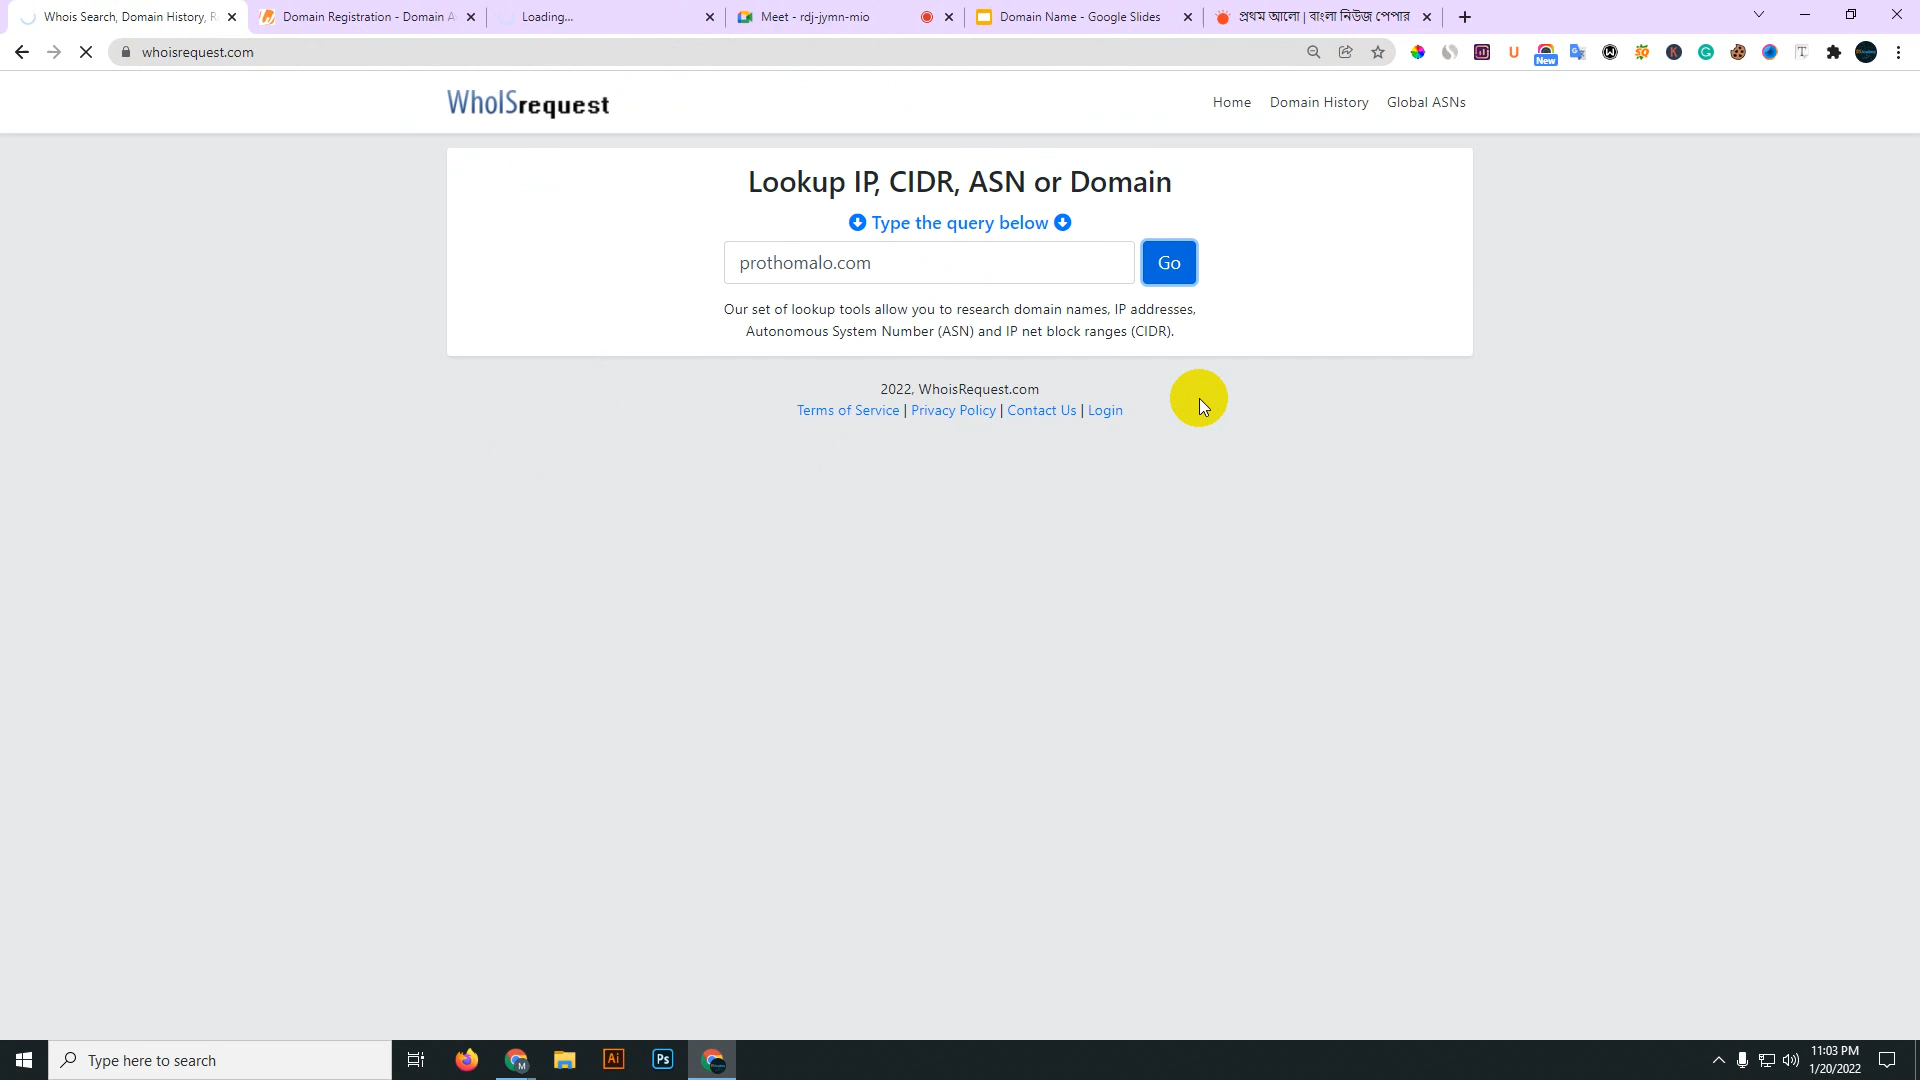 Whois Search, Domain History, R
Domain Registration - Domain A
Loading...
Meet - rdj-jymn-mio
Domain Name - Google Slides
প্রথম আলো | বাংলা নিউজ পেপার
whoisrequest.com
New
WhoISrequest
Home
Domain History
Global ASNs
Lookup IP, CIDR, ASN or Domain
Type the query below
prothomalo.com
Go
Our set of lookup tools allow you to research domain names, IP addresses,
Autonomous System Number (ASN) and IP net block ranges (CIDR).
2022, WhoisRequest.com
Terms of Service | Privacy Policy | Contact Us | Login
Type here to search
M
Ai
Ps
11:03 PM
1/20/2022